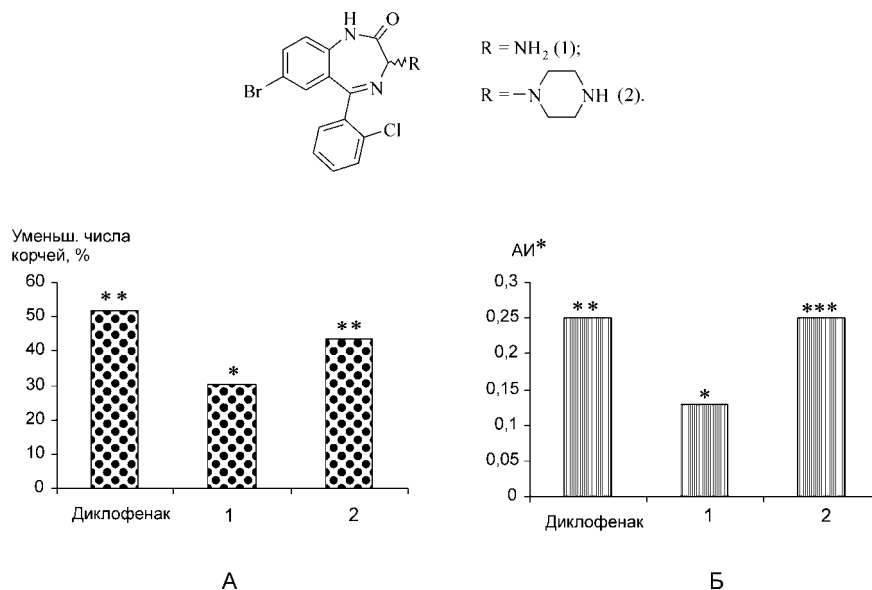 H
N
O
R
N
Br
Cl
R = NH₂ (1);
R = –N NH (2).
Уменьш. числа
корчей, %
60
50
40
30
20
10
0
**
*
**
Диклофенак 1 2
А
АИ*
0,3
0,25
0,2
0,15
0,1
0,05
0
**
*
***
Диклофенак 1 2
Б